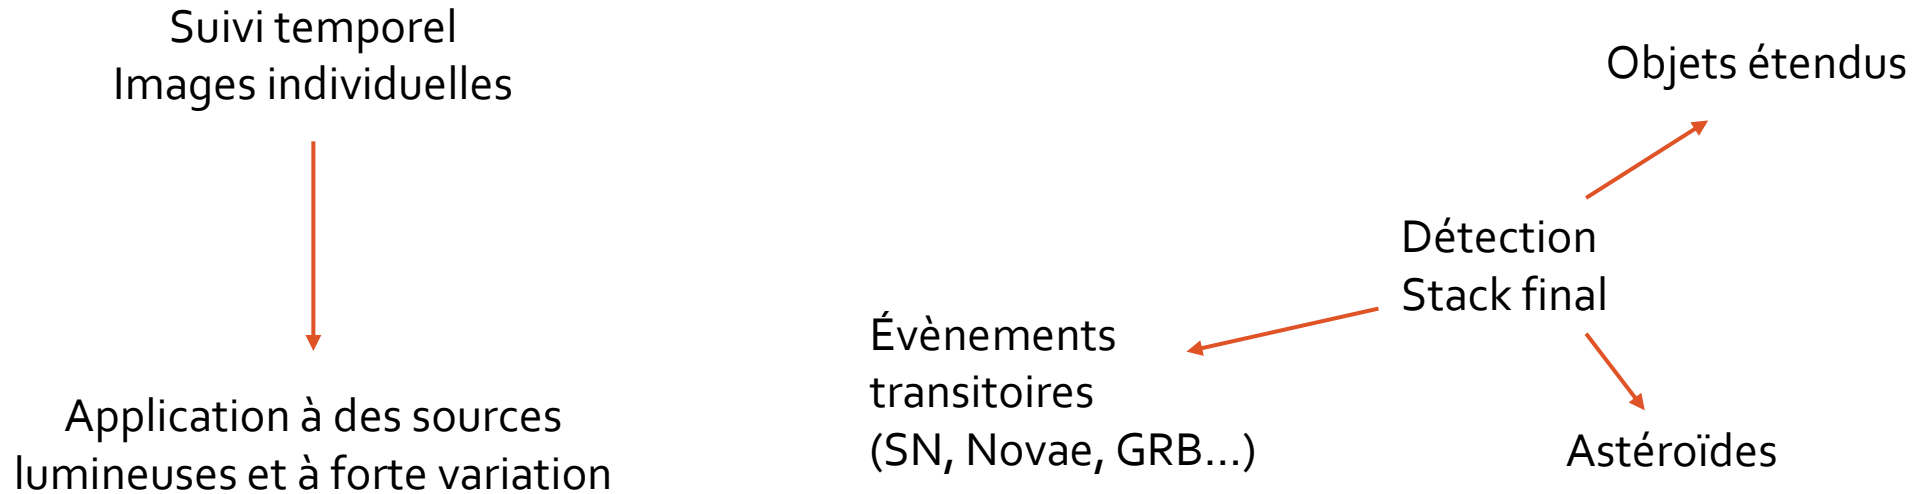 Suivi temporel
Images individuelles
Application à des sources
lumineuses et à forte variation
Objets étendus
Détection
Stack final
Évènements
transitoires
(SN, Novae, GRB...)
Astéroïdes